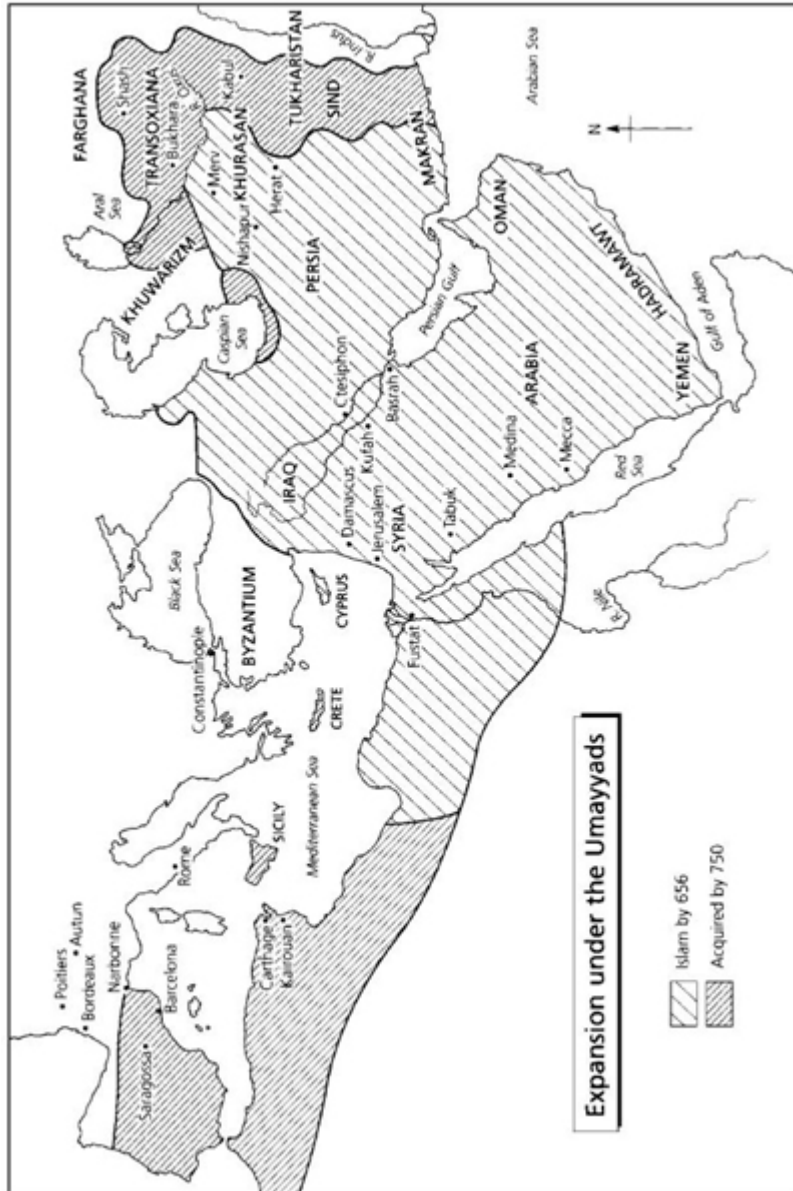 Poitiers
Autun
Bordeaux
Narbonne
Saragossa
Barcelona
Rome
SICILY
Carthage
Kairouan
Mediterranean Sea
CRETE
Constantinople
BYZANTIUM
Black Sea
CYPRUS
Fustat
R. Nile
Red
Sea
Tabuk
Jerusalem
SYRIA
Damascus
IRAQ
Kufah
C'tesiphon
Basrah
Medina
Mecca
ARABIA
YEMEN
HADRAMAWT
Gulf of Aden
OMAN
Persian Gulf
PERSIA
Caspian
Sea
KHUWARIZM
Aral
Sea
FARGHANA
Shash
TRANSOXIANA
Bukhara
R. Oxus
Merv
Nishapur
KHURASAN
Herat
Kabul
TUKHARISTAN
SIND
R. Indus
MAKRAN
Arabian Sea
N
Expansion under the Umayyads
Islam by 656
Acquired by 750